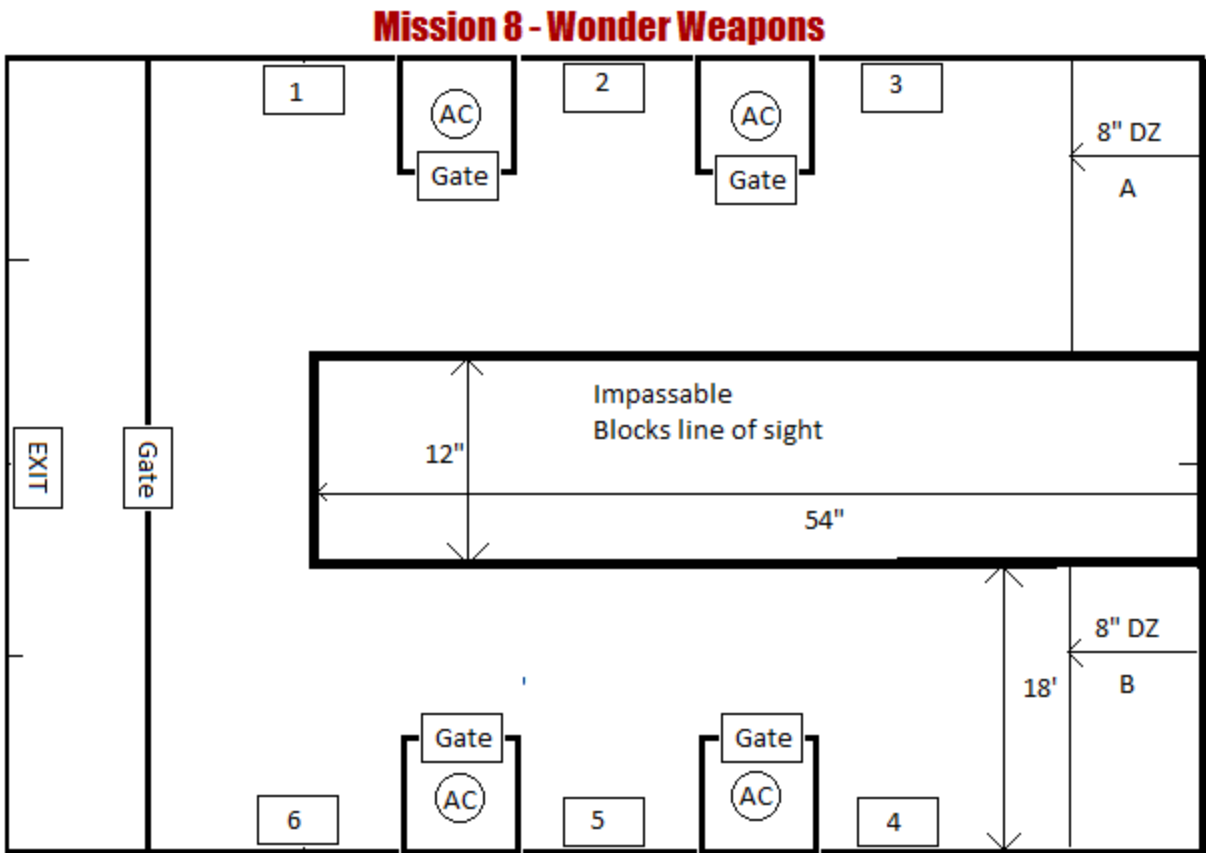 Mission 8 - Wonder Weapons
1
2
3
AC
AC
Gate
Gate
8" DZ
A
Impassable
Blocks line of sight
12"
54"
EXIT
Gate
8" DZ
B
18'
Gate
Gate
AC
AC
6
5
4